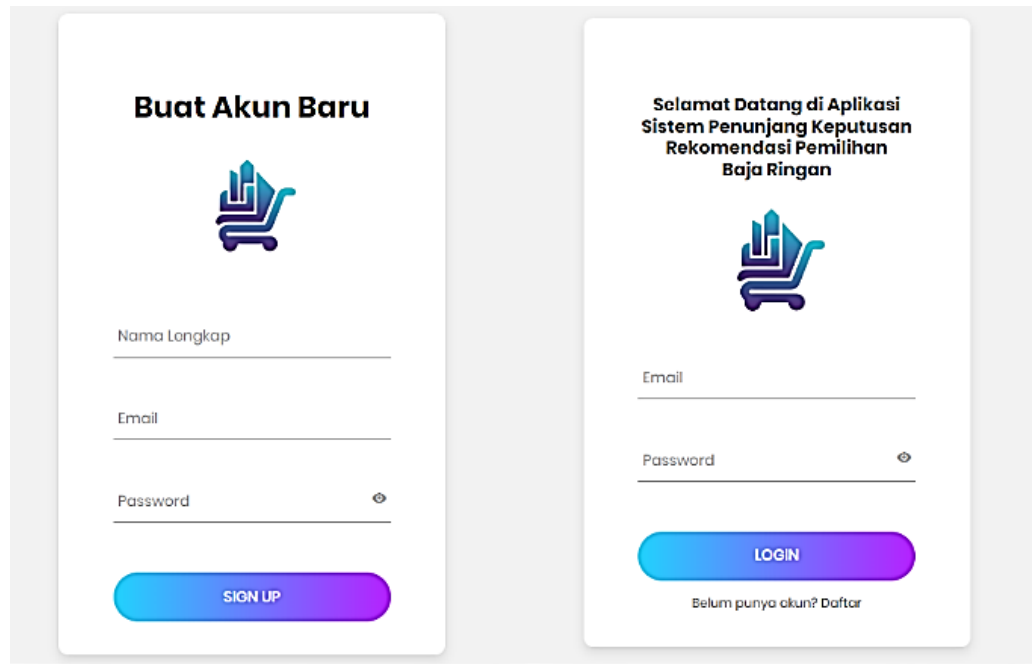 Buat Akun Baru
Nama Lengkap
Email
Password
SIGN UP
Selamat Datang di Aplikasi
Sistem Penunjang Keputusan
Rekomendasi Pemilihan
Baja Ringan
Email
Password
LOGIN
Belum punya akun? Daftar